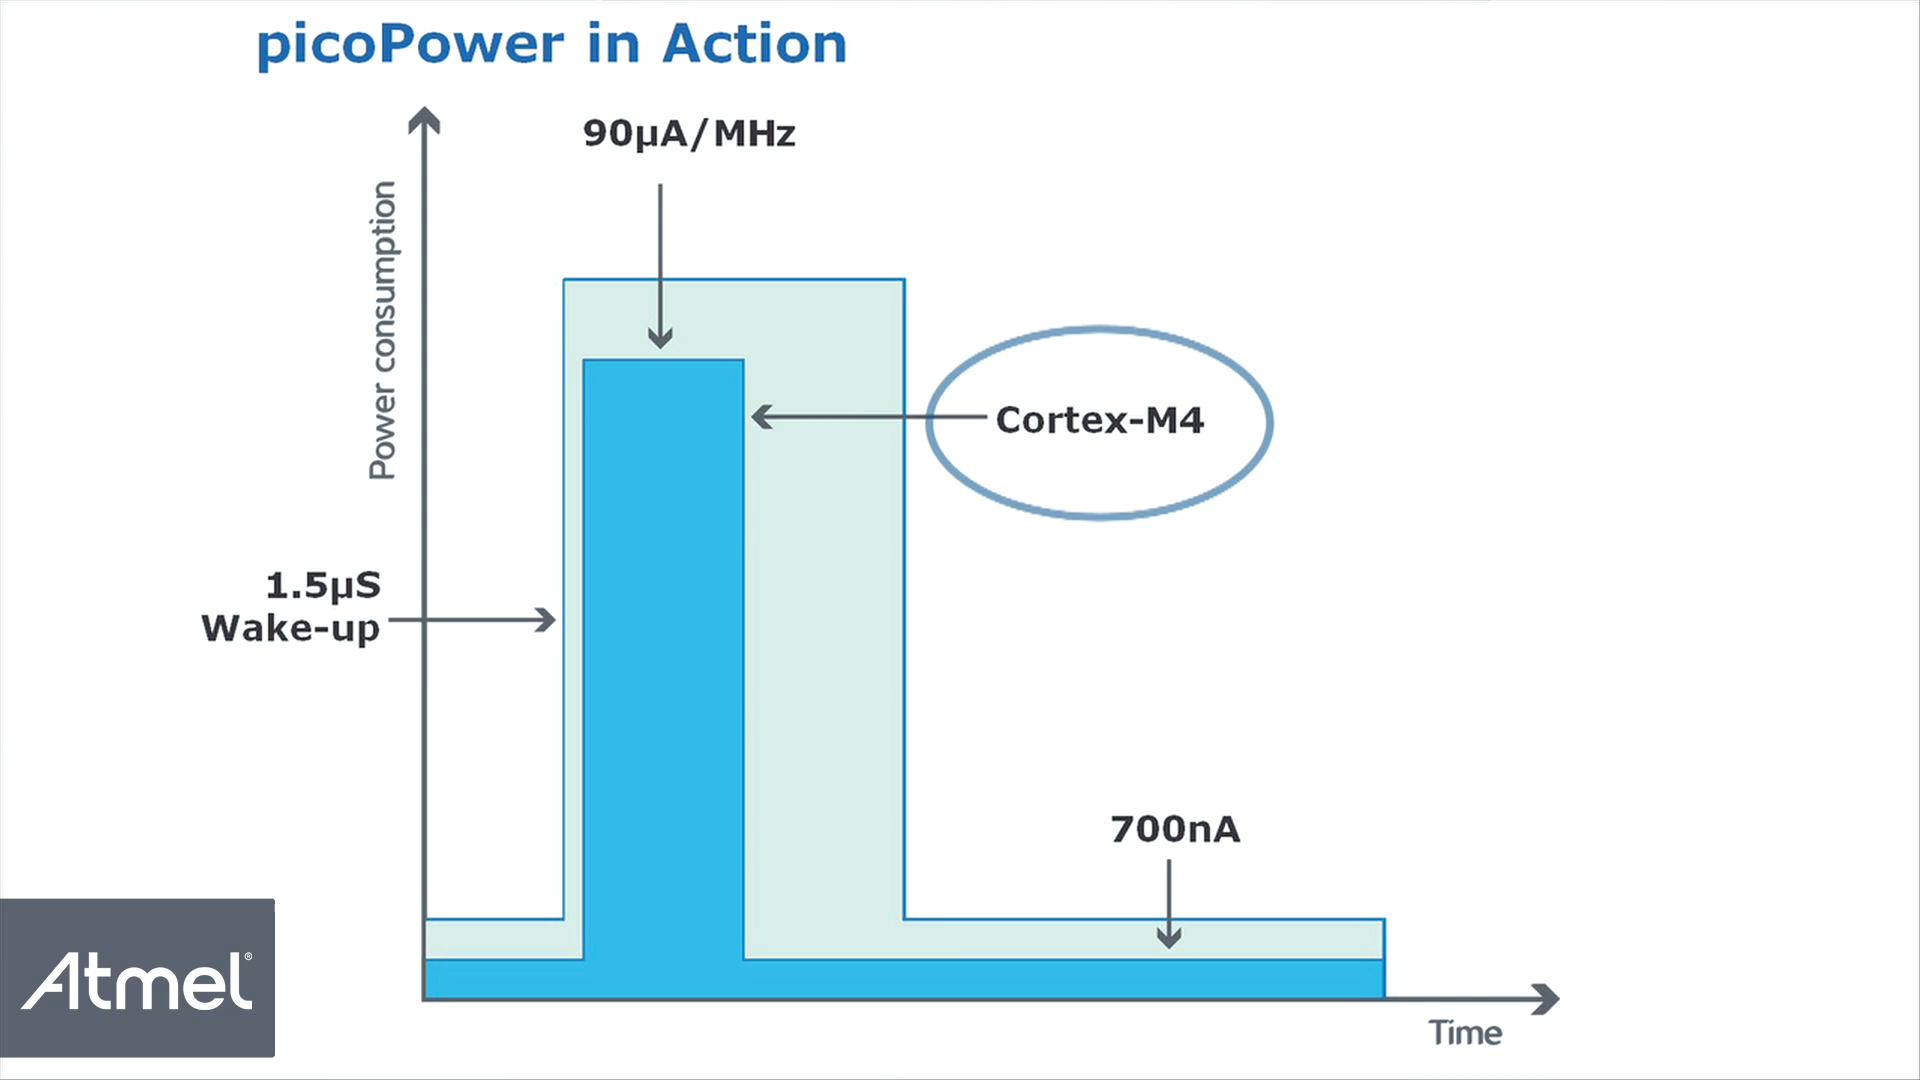 picoPower in Action
90µA/MHz
Power consumption
Cortex-M4
1.5µS
Wake-up
700nA
Atmel®
Time